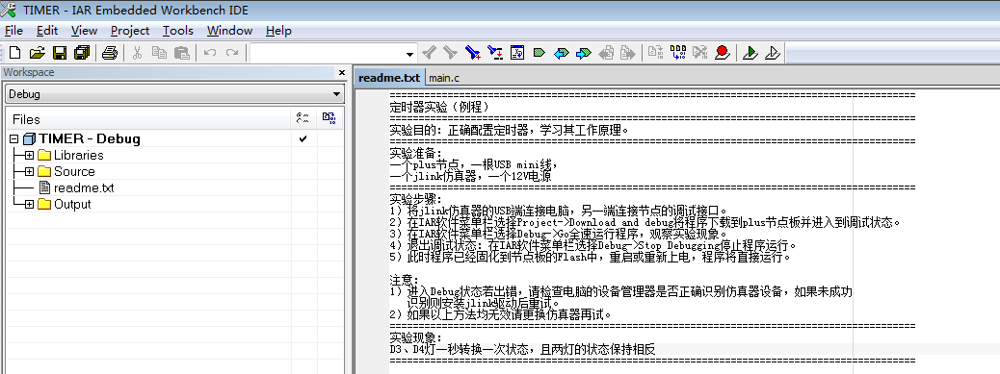 TIMER - IAR Embedded Workbench IDE
File Edit View Project Tools Window Help
Workspace
readme.txt main.c
Debug
Files
TIMER - Debug
Libraries
Source
readme.txt
Output
==========================================================================================
定时器实验（例程）
==========================================================================================
实验目的：正确配置定时器，学习其工作原理。
==========================================================================================
实验准备：
一个plus节点，一根USB mini线，
一个jlink仿真器，一个12V电源
==========================================================================================
实验步骤：
1）将jlink仿真器的USB端连接电脑，另一端连接节点的调试接口。
2）在IAR软件菜单栏选择Project->Download and debug将程序下载到plus节点板并进入到调试状态。
3）在IAR软件菜单栏选择Debug->Go全速运行程序，观察实验现象。
4）退出调试状态：在IAR软件菜单栏选择Debug->Stop Debugging停止程序运行。
5）此时程序已经固化到节点板的Flash中，重启或重新上电，程序将直接运行。
注意：
1）进入Debug状态若出错，请检查电脑的设备管理器是否正确识别仿真器设备，如果未成功
识别则安装jlink驱动后重试。
2）如果以上方法均无效请更换仿真器再试。
==========================================================================================
实验现象：
D3、D4灯一秒转换一次状态，且两灯的状态保持相反
==========================================================================================